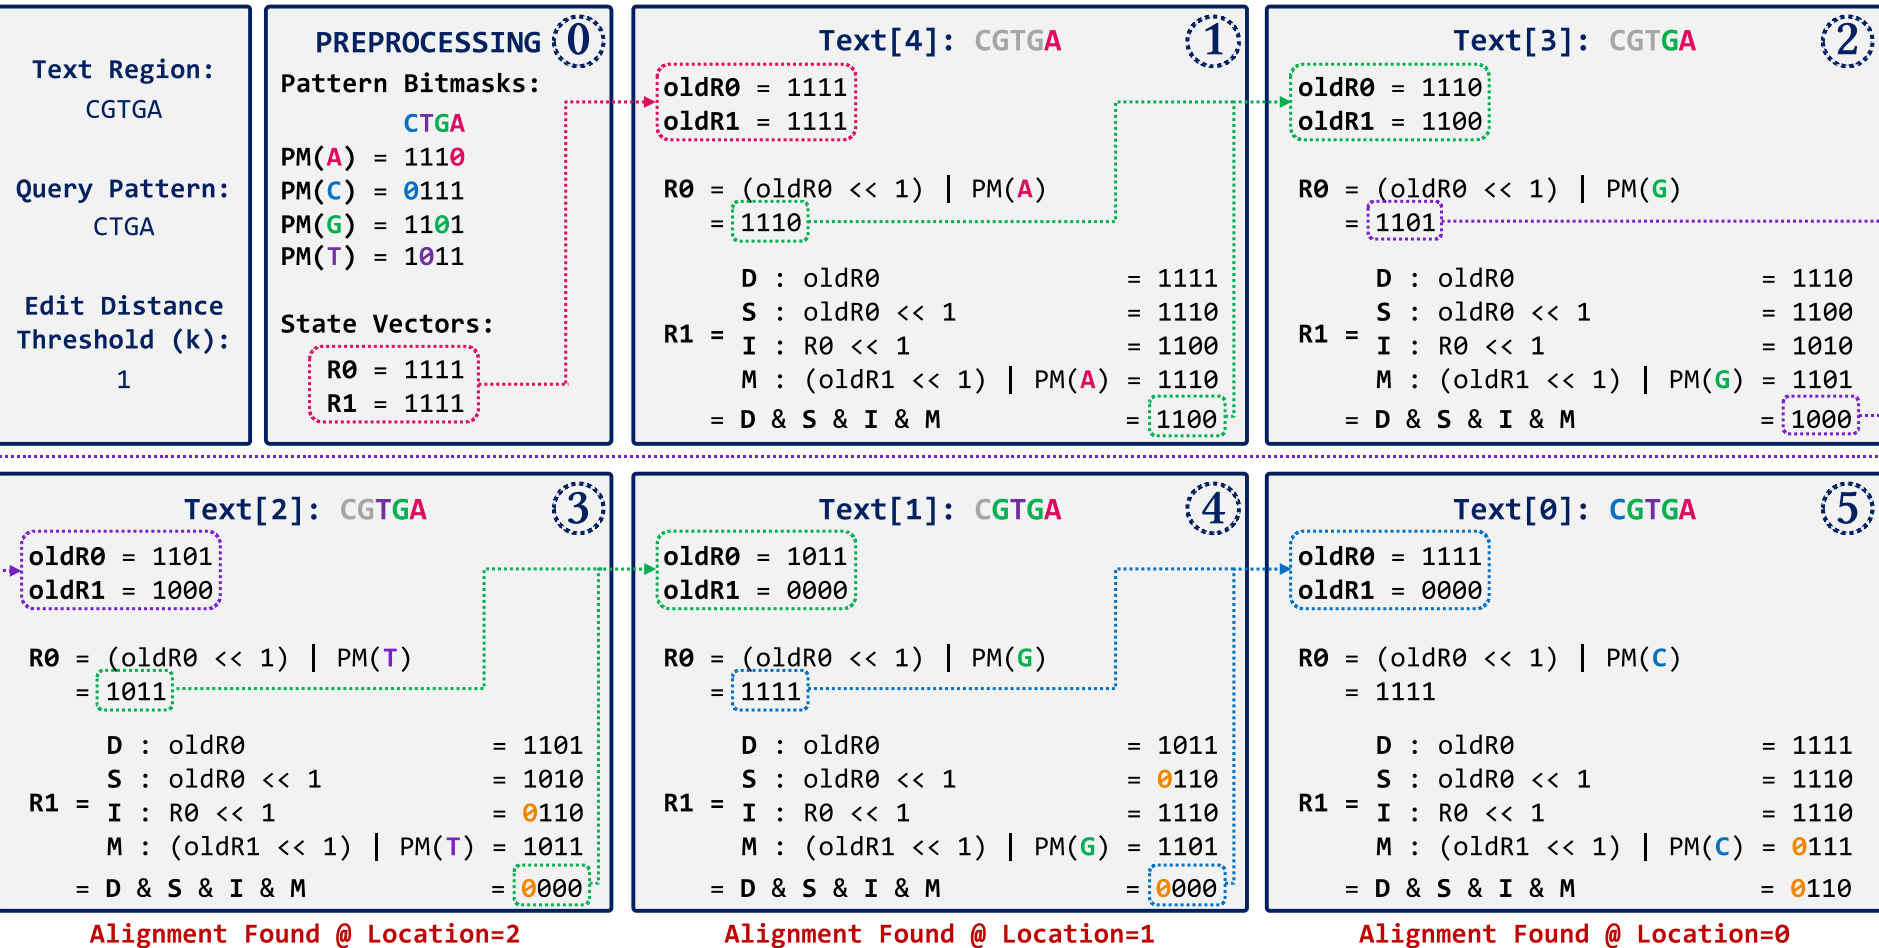 Text Region:
CGTGA
Query Pattern:
CTGA
Edit Distance
Threshold (k):
1
PREPROCESSING 0
Pattern Bitmasks:
CTGA
PM(A) = 1110
PM(C) = 0111
PM(G) = 1101
PM(T) = 1011
State Vectors:
R0 = 1111
R1 = 1111
Text[4]: CGTGA 1
oldR0 = 1111
oldR1 = 1111
R0 = (oldR0 << 1) | PM(A)
= 1110
D : oldR0 = 1111
S : oldR0 << 1 = 1110
R1 =
I : R0 << 1 = 1100
M : (oldR1 << 1) | PM(A) = 1110
= D & S & I & M = 1100
Text[3]: CGTGA 2
oldR0 = 1110
oldR1 = 1100
R0 = (oldR0 << 1) | PM(G)
= 1101
D : oldR0 = 1110
S : oldR0 << 1 = 1100
R1 =
I : R0 << 1 = 1010
M : (oldR1 << 1) | PM(G) = 1101
= D & S & I & M = 1000
Text[2]: CGTGA 3
oldR0 = 1101
oldR1 = 1000
R0 = (oldR0 << 1) | PM(T)
= 1011
D : oldR0 = 1101
S : oldR0 << 1 = 1010
R1 =
I : R0 << 1 = 0110
M : (oldR1 << 1) | PM(T) = 1011
= D & S & I & M = 0000
Alignment Found @ Location=2
Text[1]: CGTGA 4
oldR0 = 1011
oldR1 = 0000
R0 = (oldR0 << 1) | PM(G)
= 1111
D : oldR0 = 1011
S : oldR0 << 1 = 0110
R1 =
I : R0 << 1 = 1110
M : (oldR1 << 1) | PM(G) = 1101
= D & S & I & M = 0000
Alignment Found @ Location=1
Text[0]: CGTGA 5
oldR0 = 1111
oldR1 = 0000
R0 = (oldR0 << 1) | PM(C)
= 1111
D : oldR0 = 1111
S : oldR0 << 1 = 1110
R1 =
I : R0 << 1 = 1110
M : (oldR1 << 1) | PM(C) = 0111
= D & S & I & M = 0110
Alignment Found @ Location=0